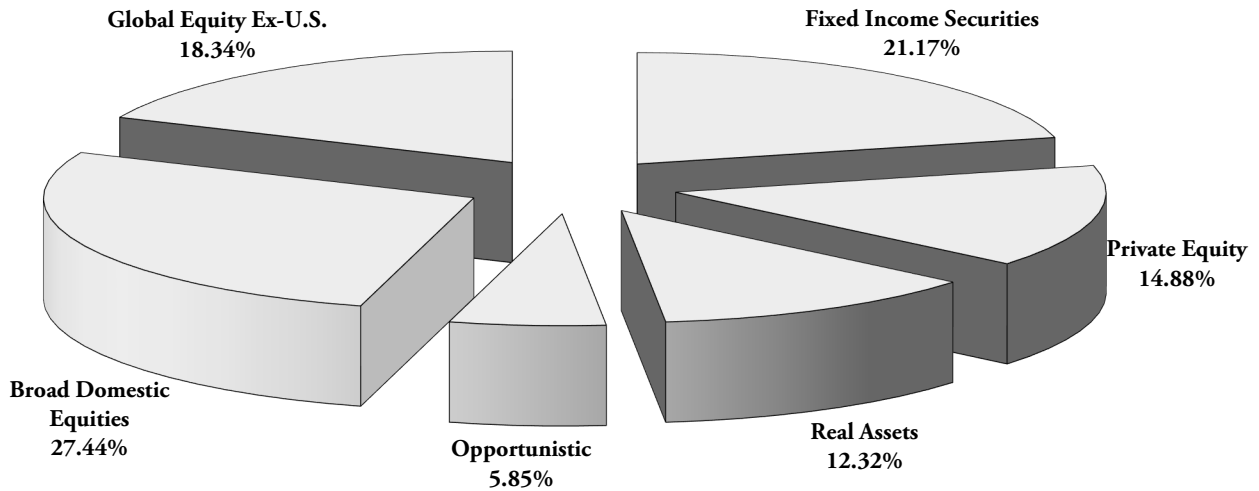 Global Equity Ex-U.S.
18.34%
Fixed Income Securities
21.17%
Private Equity
14.88%
Broad Domestic
Equities
27.44%
Opportunistic
5.85%
Real Assets
12.32%